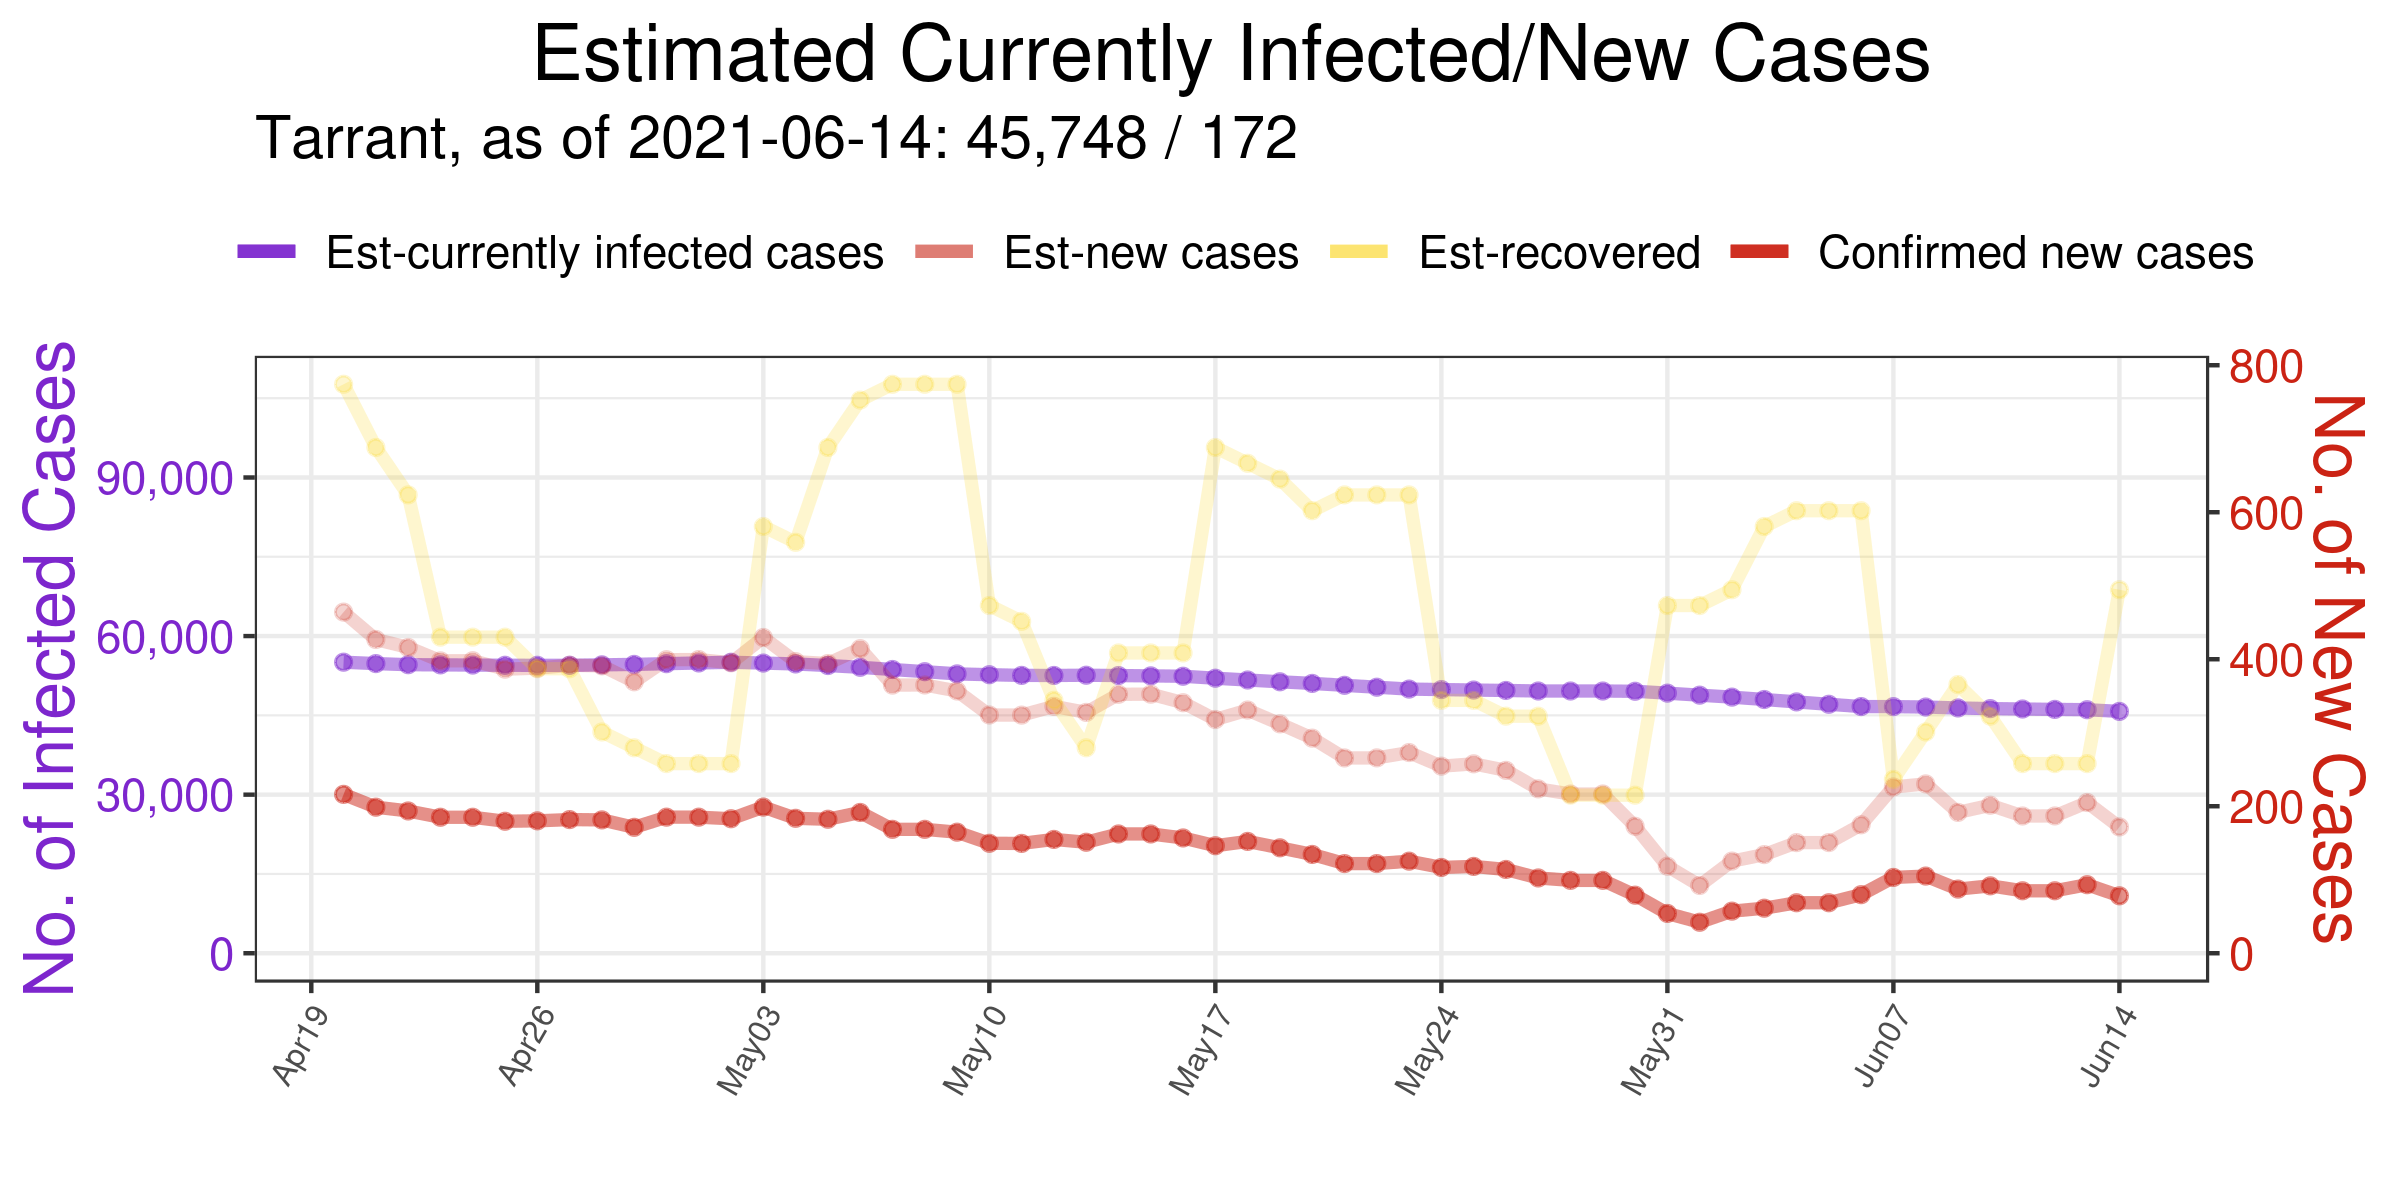 Estimated Currently Infected/New Cases
Tarrant, as of 2021-06-14: 45,748 / 172
Est-currently infected cases Est-new cases Est-recovered Confirmed new cases
No. of Infected Cases
90,000
60,000
30,000
0
800
600
400
200
0
No. of New Cases
Apr19 Apr26 May03 May10 May17 May24 May31 Jun07 Jun14